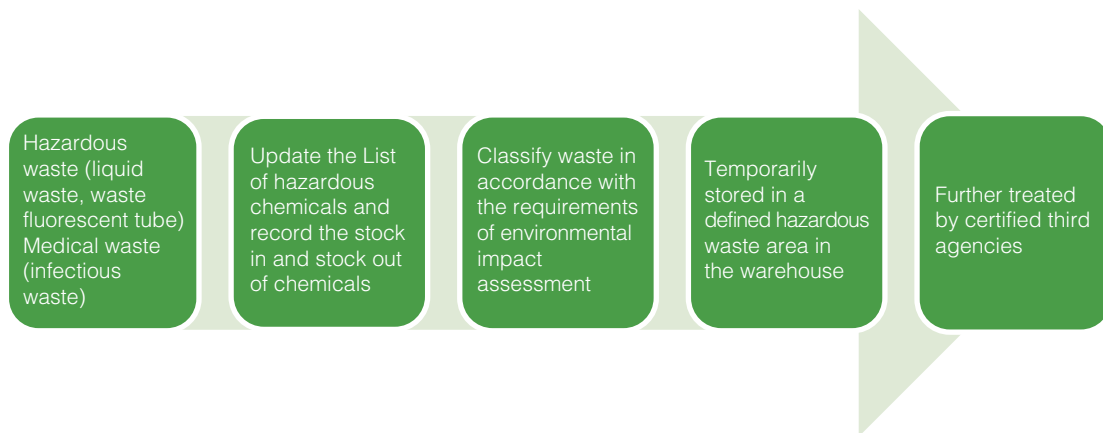 Hazardous
waste (liquid
waste, waste
fluorescent tube)
Medical waste
(infectious
waste)
Update the List
of hazardous
chemicals and
record the stock
in and stock out
of chemicals
Classify waste in
accordance with
the requirements
of environmental
impact
assessment
Temporarily
stored in a
defined hazardous
waste area in
the warehouse
Further treated
by certified third
agencies